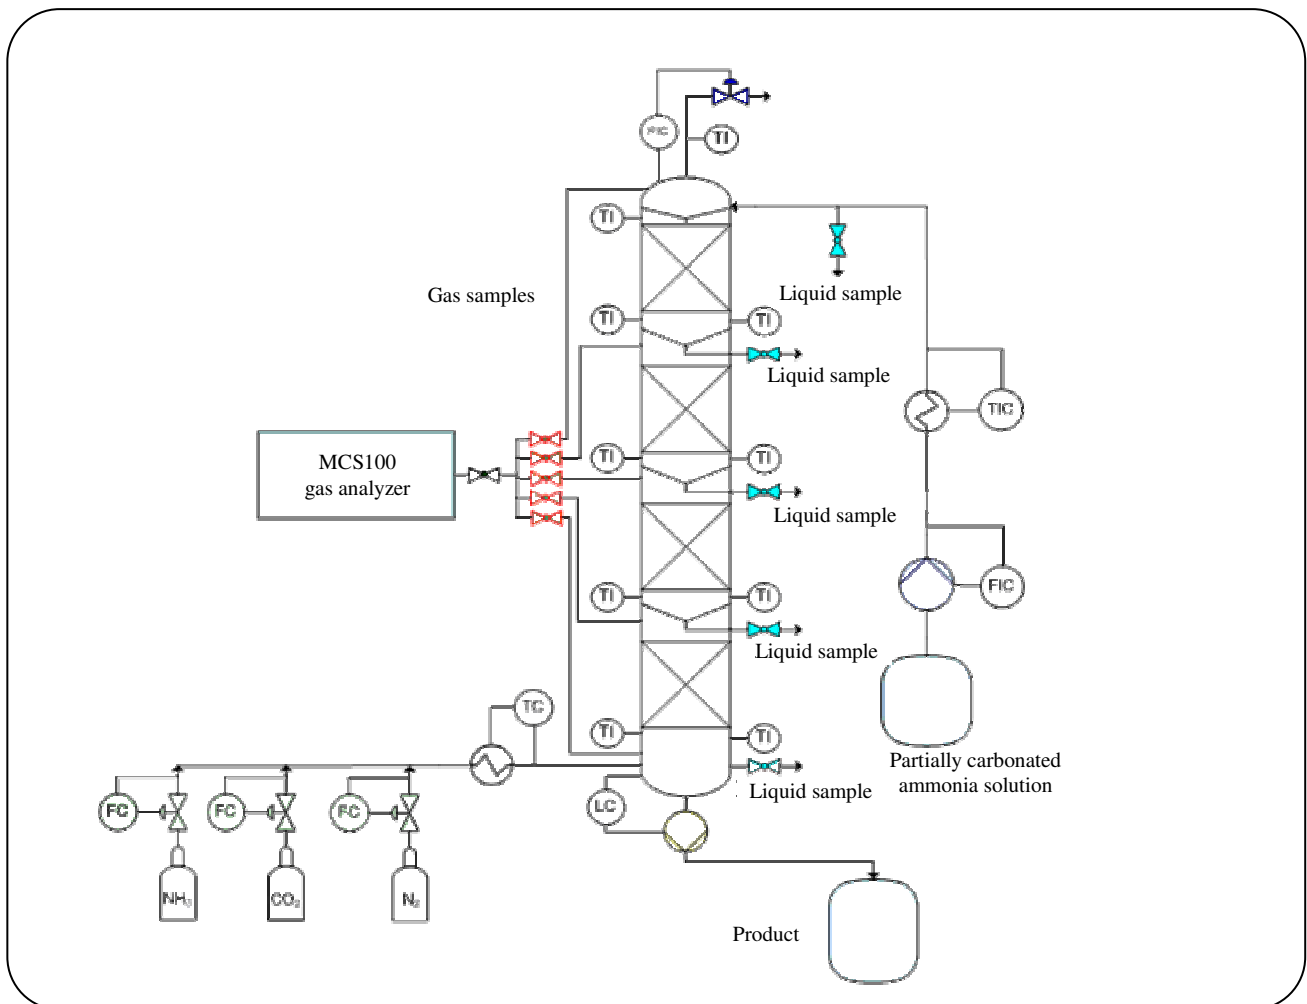 TI
TI
Gas samples
Liquid sample
TI
TI
Liquid sample
TIC
MCS100
gas analyzer
TI
TI
Liquid sample
FIC
TI
TI
Liquid sample
TC
TI
TI
Partially carbonated
ammonia solution
Liquid sample
FC
FC
FC
LC
NH₃
CO₂
N₂
Product